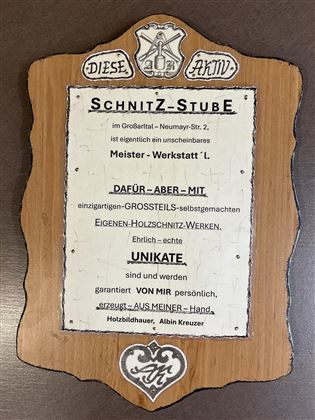 DIESE AKTIV-
SCHNITZ–STUBE
im Großarltal – Neumayr-Str. 2,
ist eigentlich ein unscheinbares
Meister - Werkstatt´l.
DAFÜR – ABER – MIT
einzigartigen-GROSSTEILS-selbstgemachten
EIGENEN-HOLZSCHNITZ-WERKEN.
Ehrlich – echte
UNIKATE
sind und werden
garantiert VON MIR persönlich,
erzeugt – AUS MEINER – Hand.
Holzbildhauer, Albin Kreuzer